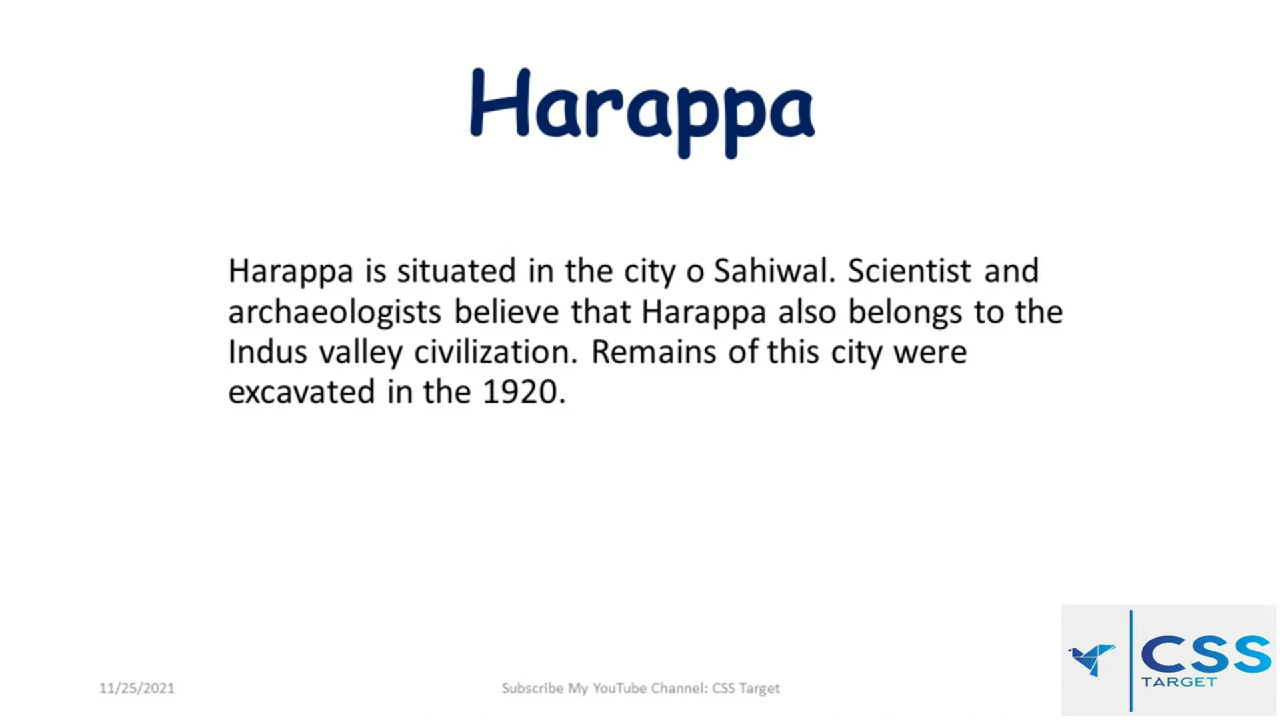 Harappa
Harappa is situated in the city o Sahiwal. Scientist and
archaeologists believe that Harappa also belongs to the
Indus valley civilization. Remains of this city were
excavated in the 1920.
11/25/2021
Subscribe My YouTube Channel: CSS Target
CSS
TARGET